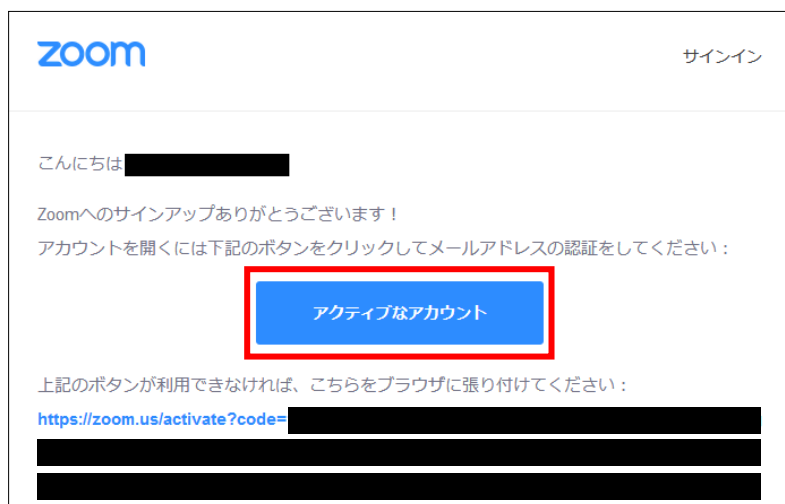 zoom
サインイン
こんにちは
Zoomへのサインアップありがとうございます！
アカウントを開くには下記のボタンをクリックしてメールアドレスの認証をしてください：
アクティブなアカウント
上記のボタンが利用できなければ、こちらをブラウザに張り付けてください：
https://zoom.us/activate?code=